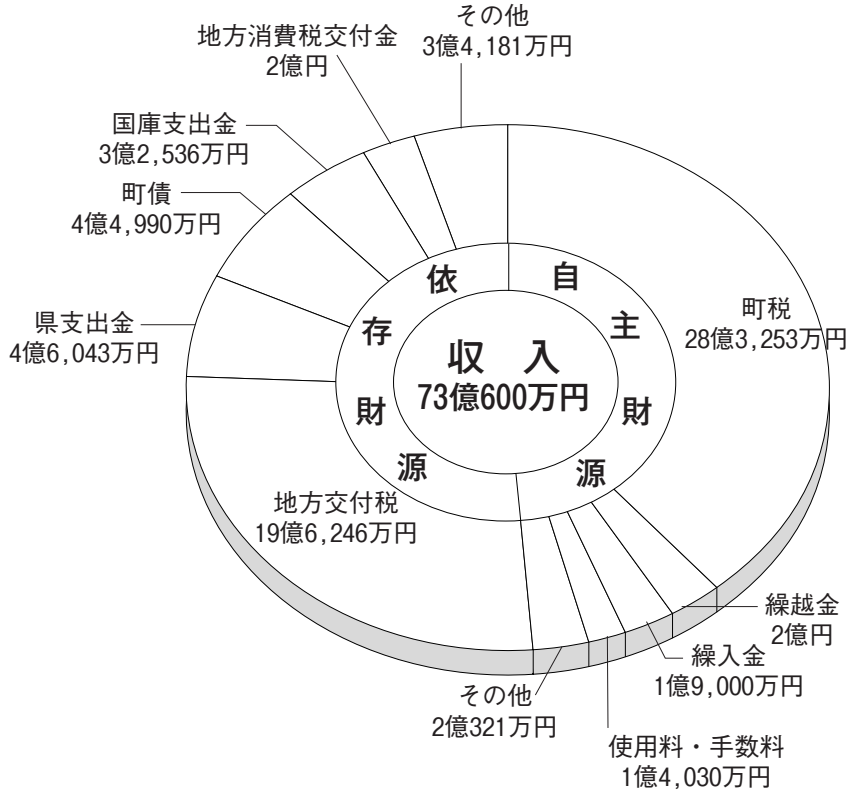 その他
3億4,181万円
地方消費税交付金
2億円
国庫支出金
3億2,536万円
町債
4億4,990万円
県支出金
4億6,043万円
依存財源
自主財源
収 入
73億600万円
町税
28億3,253万円
地方交付税
19億6,246万円
繰越金
2億円
繰入金
1億9,000万円
その他
2億321万円
使用料・手数料
1億4,030万円